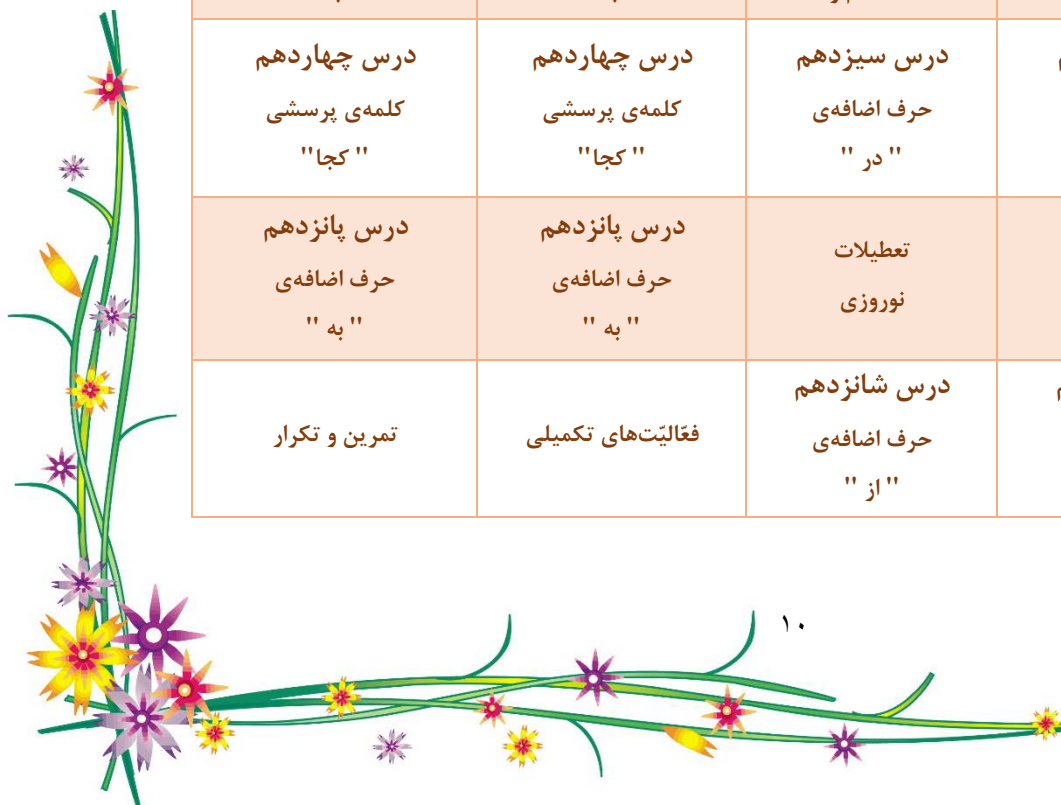 درس سیزدهم
حرف اضافه‌ی
" در "
درس چهاردهم
کلمه‌ی پرسشی
" کجا"
درس چهاردهم
کلمه‌ی پرسشی
" کجا"
تعطیلات
نوروزی
درس پانزدهم
حرف اضافه‌ی
" به "
درس پانزدهم
حرف اضافه‌ی
" به "
درس شانزدهم
حرف اضافه‌ی
" از "
فعّالیّت‌های تکمیلی
تمرین و تکرار
۱۰